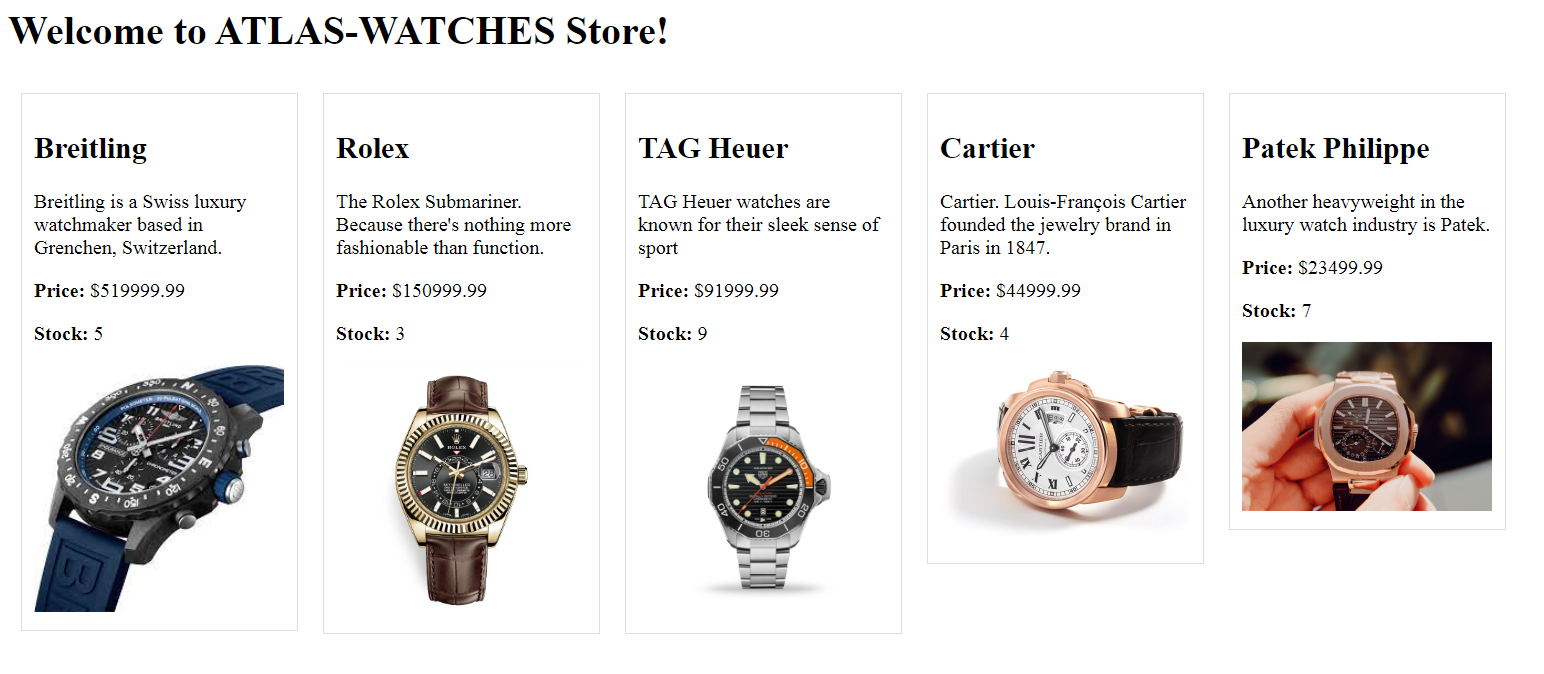 Welcome to ATLAS-WATCHES Store!
Breitling
Breitling is a Swiss luxury
watchmaker based in
Grenchen, Switzerland.
Price: $519999.99
Stock: 5
Rolex
The Rolex Submariner.
Because there's nothing more
fashionable than function.
Price: $150999.99
Stock: 3
ROLEX
TAG Heuer
TAG Heuer watches are
known for their sleek sense of
sport
Price: $91999.99
Stock: 9
Cartier
Cartier. Louis-François Cartier
founded the jewelry brand in
Paris in 1847.
Price: $44999.99
Stock: 4
CARTIER
Patek Philippe
Another heavyweight in the
luxury watch industry is Patek.
Price: $23499.99
Stock: 7